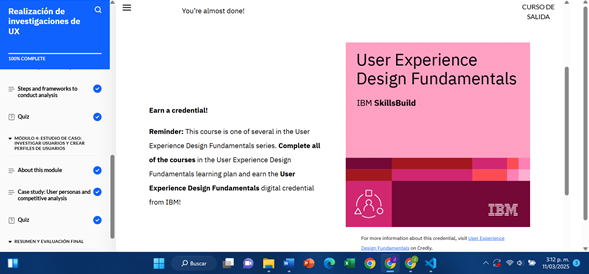 Realización de
investigaciones de
UX
100% COMPLETE
Steps and frameworks to
conduct analysis
Quiz
MÓDULO 4: ESTUDIO DE CASO:
INVESTIGAR USUARIOS Y CREAR
PERFILES DE USUARIOS
About this module
Case study: User personas and
competitive analysis
Quiz
RESUMEN Y EVALUACIÓN FINAL
You're almost done!
CURSO DE
SALIDA
Earn a credential!
Reminder: This course is one of several in the User
Experience Design Fundamentals series. Complete all
of the courses in the User Experience Design
Fundamentals learning plan and earn the User
Experience Design Fundamentals digital credential
from IBM!
User Experience
Design Fundamentals
IBM SkillsBuild
IBM
For more information about this credential, visit User Experience
Design Fundamentals on Credly.
Buscar
3:12 p. m.
11/03/2025